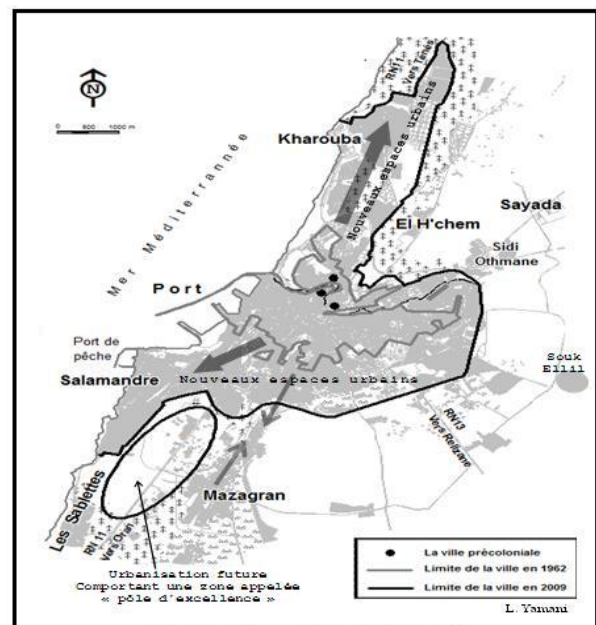 RN11
Vers Ténès
N
0 500 1000 m
Kharouba
Nouveaux espaces urbains
Mer Méditerrannée
El H'chem
Sayada
Sidi
Othmane
Port
Port de
pêche
Salamandre
Nouveaux espaces urbains
Souk
Ellil
RN13
Vers Relizane
Mazagran
Les Sablettes
RN 11
Vers Oran
Urbanisation future
Comportant une zone appelée
« pôle d'excellence »
La ville précoloniale
Limite de la ville en 1962
Limite de la ville en 2009
L. Yamani